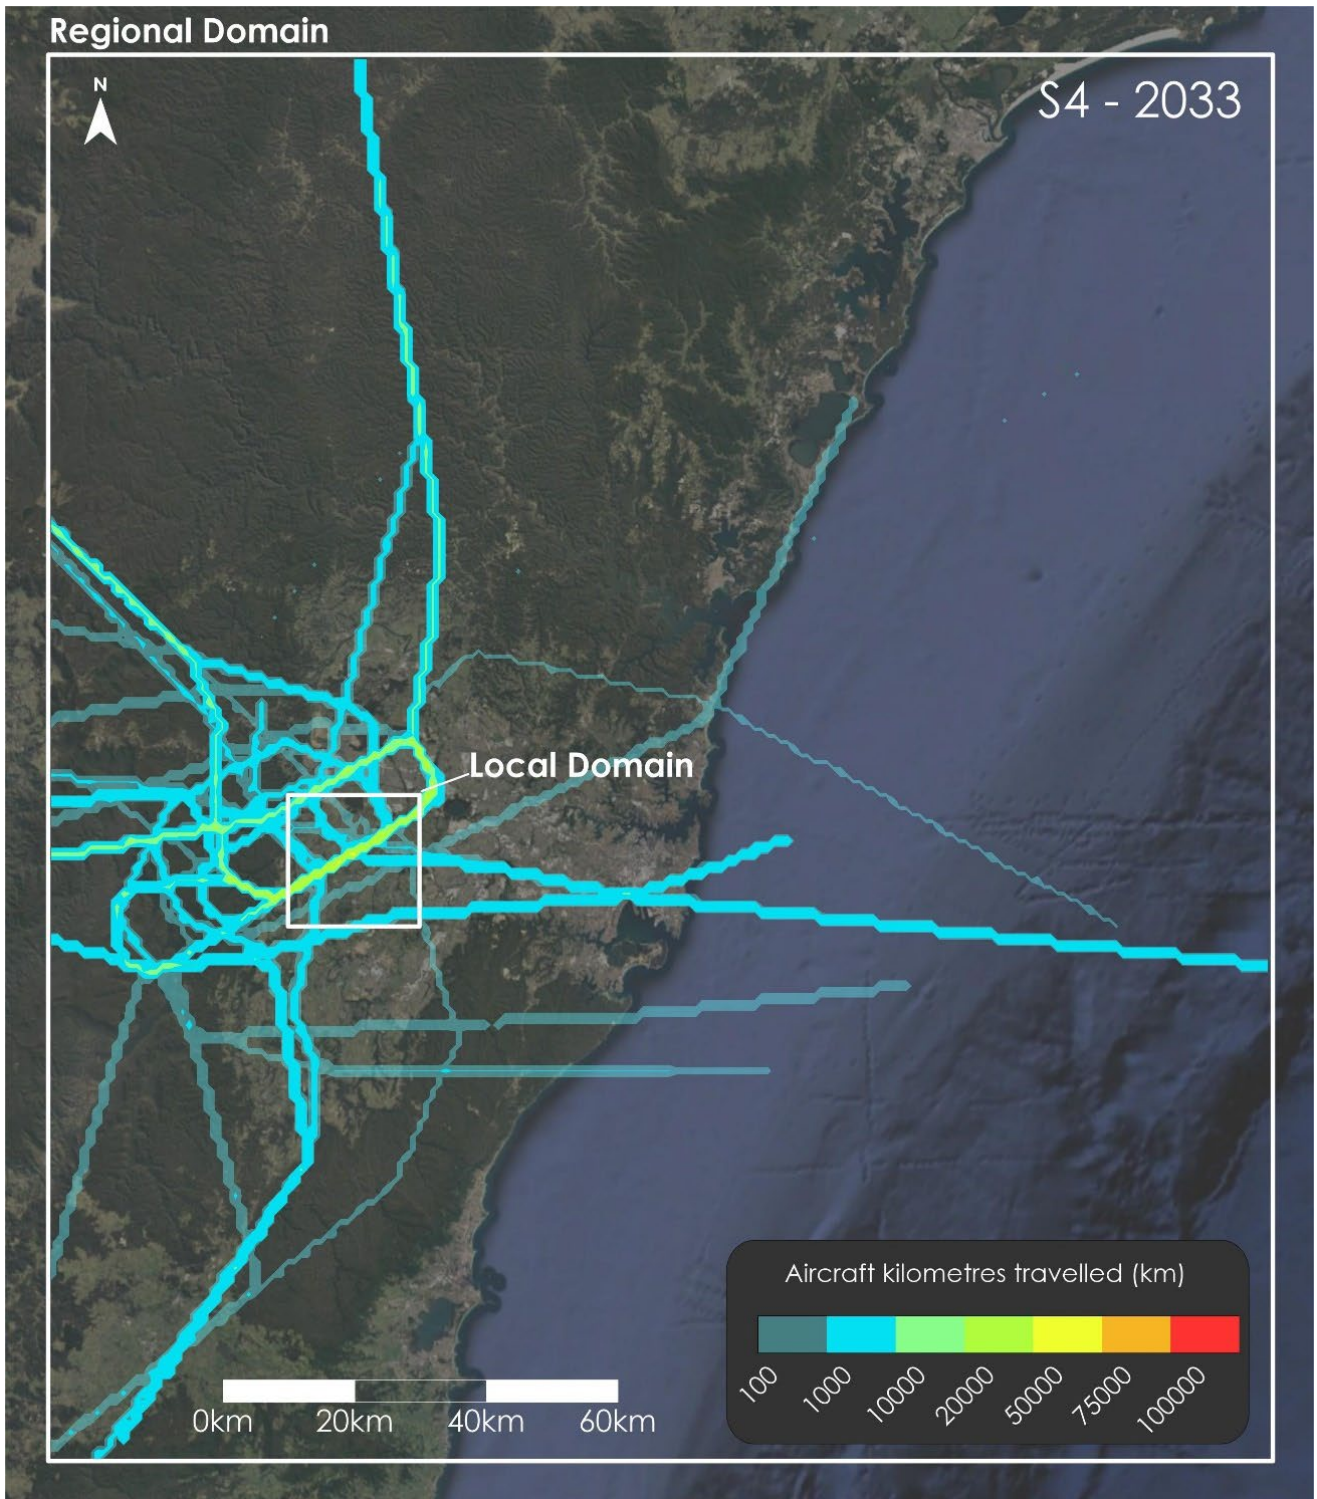 Regional Domain
N
S4 - 2033
Local Domain
Aircraft kilometres travelled (km)
100 1000 10000 20000 50000 75000 100000
0km 20km 40km 60km